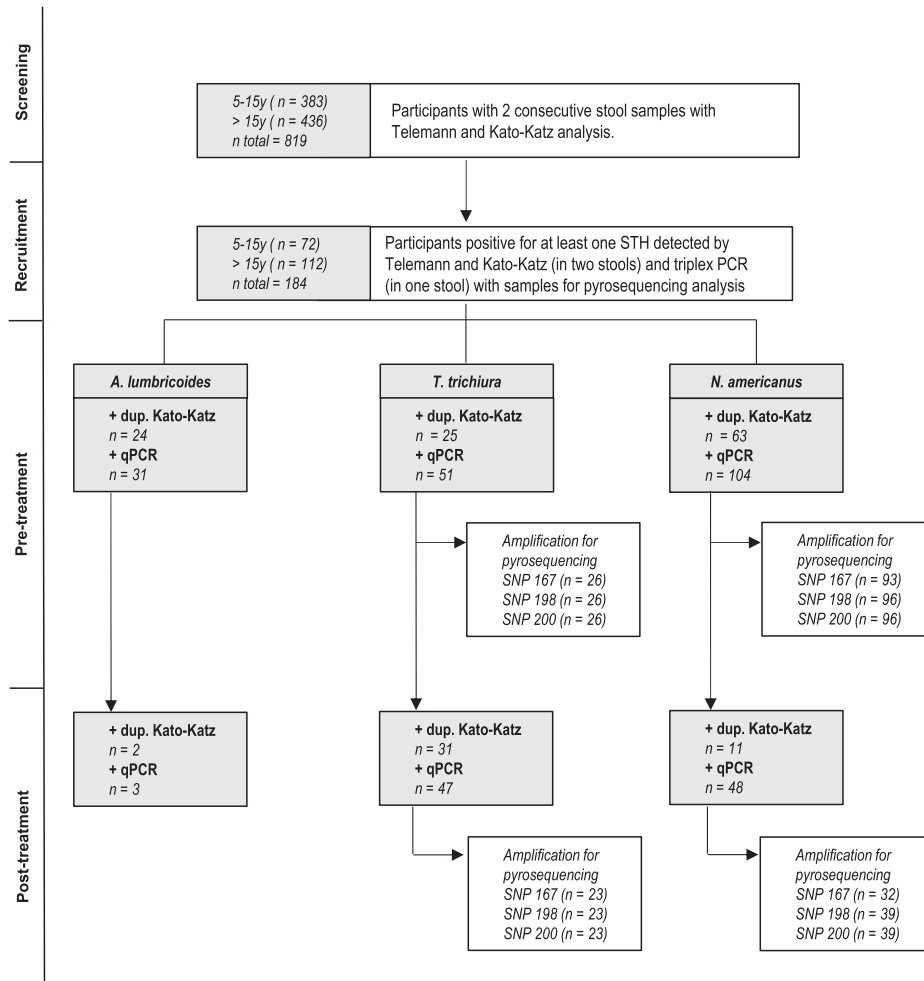 Screening
5-15y ( n = 383)
> 15y ( n = 436)
n total = 819
Participants with 2 consecutive stool samples with
Telemann and Kato-Katz analysis.
Recruitment
5-15y ( n = 72)
> 15y ( n = 112)
n total = 184
Participants positive for at least one STH detected by
Telemann and Kato-Katz (in two stools) and triplex PCR
(in one stool) with samples for pyrosequencing analysis
Pre-treatment
A. lumbricoides
+ dup. Kato-Katz
n = 24
+ qPCR
n = 31
T. trichiura
+ dup. Kato-Katz
n = 25
+ qPCR
n = 51
N. americanus
+ dup. Kato-Katz
n = 63
+ qPCR
n = 104
Amplification for
pyrosequencing
SNP 167 (n = 26)
SNP 198 (n = 26)
SNP 200 (n = 26)
Amplification for
pyrosequencing
SNP 167 (n = 93)
SNP 198 (n = 96)
SNP 200 (n = 96)
Post-treatment
+ dup. Kato-Katz
n = 2
+ qPCR
n = 3
+ dup. Kato-Katz
n = 31
+ qPCR
n = 47
+ dup. Kato-Katz
n = 11
+ qPCR
n = 48
Amplification for
pyrosequencing
SNP 167 (n = 23)
SNP 198 (n = 23)
SNP 200 (n = 23)
Amplification for
pyrosequencing
SNP 167 (n = 32)
SNP 198 (n = 39)
SNP 200 (n = 39)